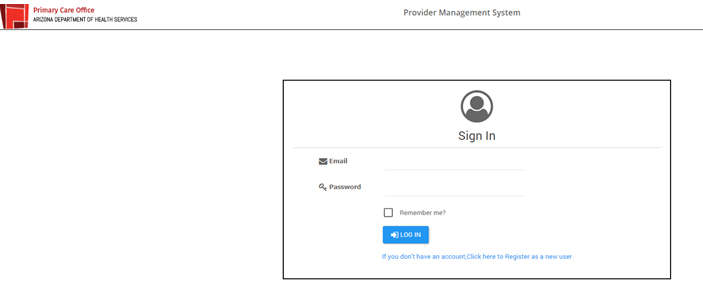 Primary Care Office
ARIZONA DEPARTMENT OF HEALTH SERVICES
Provider Management System
Sign In
Email
Password
Remember me?
LOG IN
If you don't have an account,Click here to Register as a new user